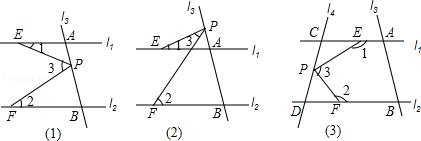 l₃
E 1 A l₁
3 P
F 2 B l₂
(1)
l₃
P
E 1 3 A l₁
F 2 B l₂
(2)
l₄ l₃
C E A l₁
1
P 3
2
D F B l₂
(3)